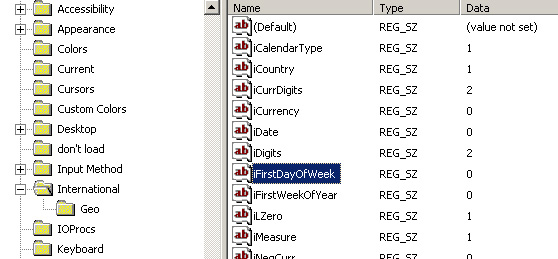 Accessibility
Appearance
Colors
Current
Cursors
Custom Colors
Desktop
don't load
Input Method
International
Geo
IOProcs
Keyboard
Name Type Data
(Default) REG_SZ (value not set)
iCalendarType REG_SZ 1
iCountry REG_SZ 1
iCurrDigits REG_SZ 2
iCurrency REG_SZ 0
iDate REG_SZ 0
iDigits REG_SZ 2
iFirstDayOfWeek REG_SZ 0
iFirstWeekOfYear REG_SZ 0
iLZero REG_SZ 1
iMeasure REG_SZ 1
iNegCurr REG_SZ 0